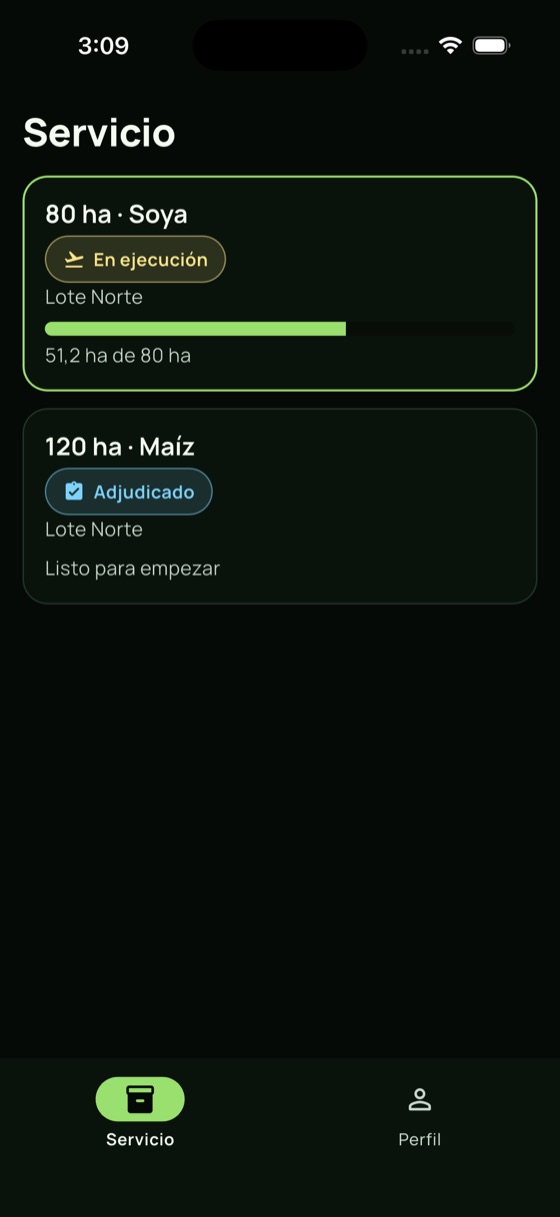 3:09
Servicio
80 ha · Soya
En ejecución
Lote Norte
51,2 ha de 80 ha
120 ha · Maíz
Adjudicado
Lote Norte
Listo para empezar
Servicio
Perfil